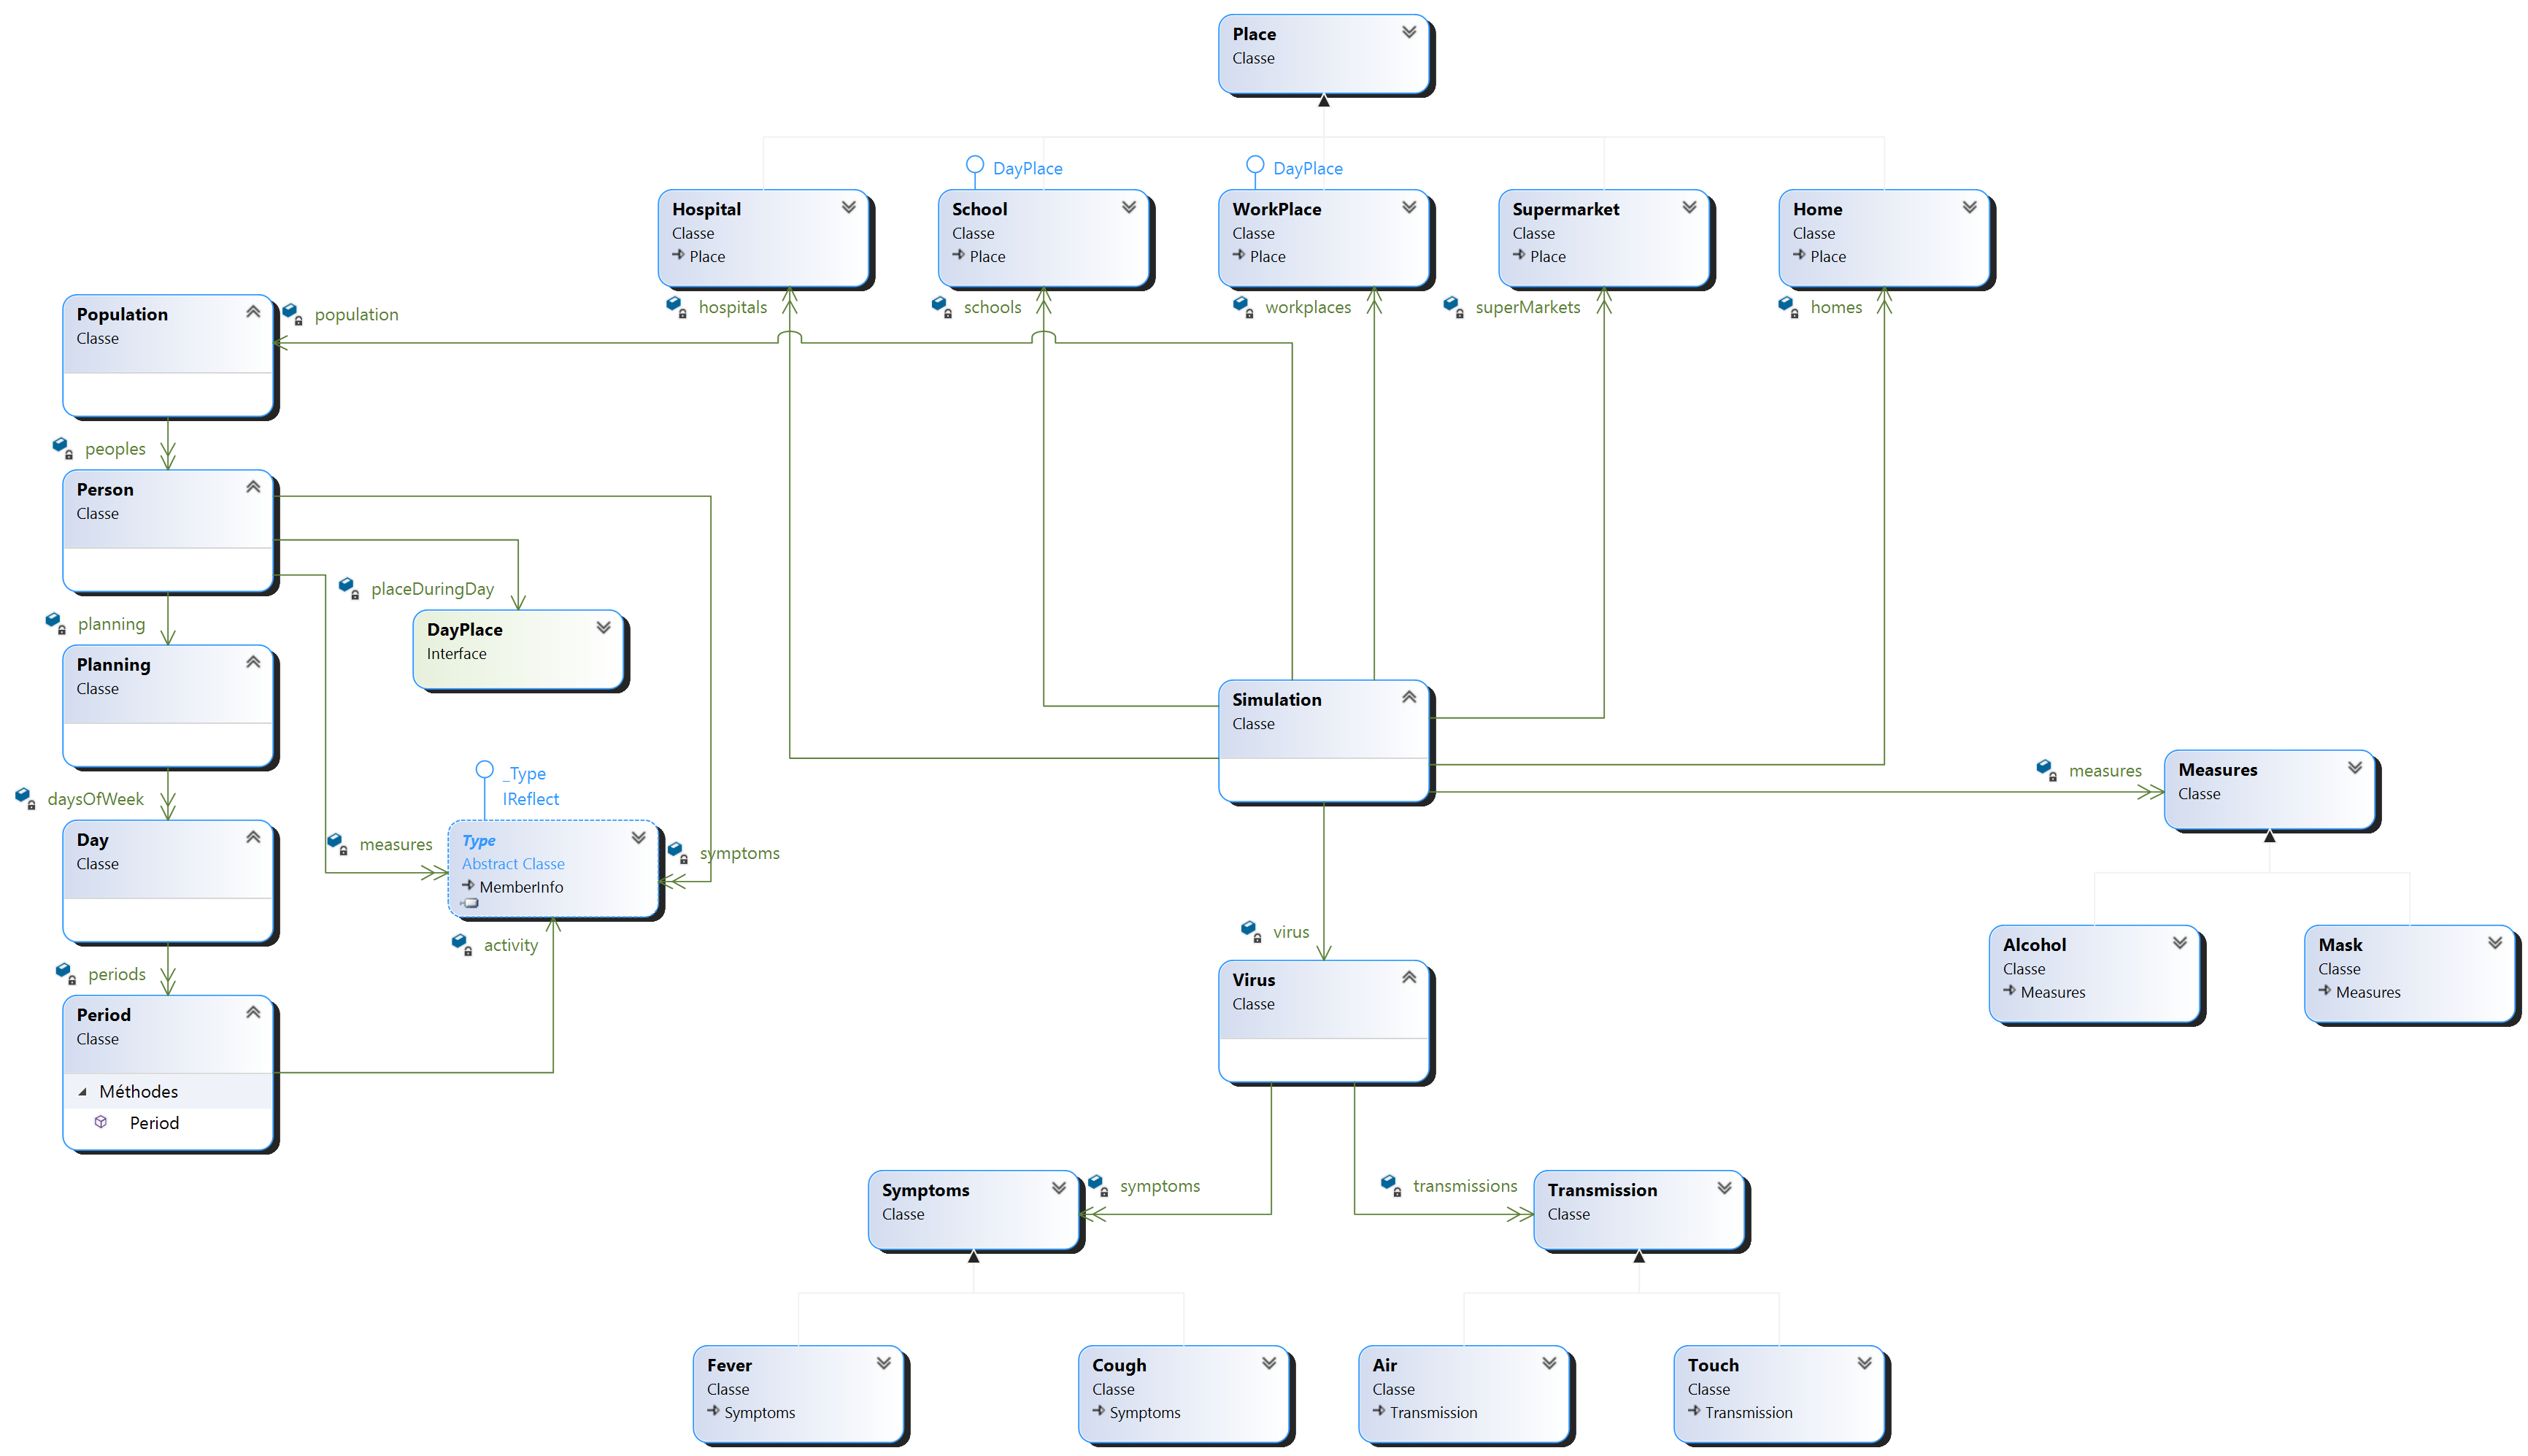 Place
Classe
DayPlace
DayPlace
Hospital
Classe
Place
School
Classe
Place
WorkPlace
Classe
Place
Supermarket
Classe
Place
Home
Classe
Place
hospitals
schools
workplaces
superMarkets
homes
Population
Classe
population
peoples
Person
Classe
placeDuringDay
planning
DayPlace
Interface
Planning
Classe
Simulation
Classe
daysOfWeek
_Type
IReflect
measures
Measures
Classe
Day
Classe
measures
Type
Abstract Classe
MemberInfo
symptoms
activity
virus
periods
Alcohol
Classe
Measures
Mask
Classe
Measures
Virus
Classe
Period
Classe
Méthodes
Period
Symptoms
Classe
symptoms
transmissions
Transmission
Classe
Fever
Classe
Symptoms
Cough
Classe
Symptoms
Air
Classe
Transmission
Touch
Classe
Transmission